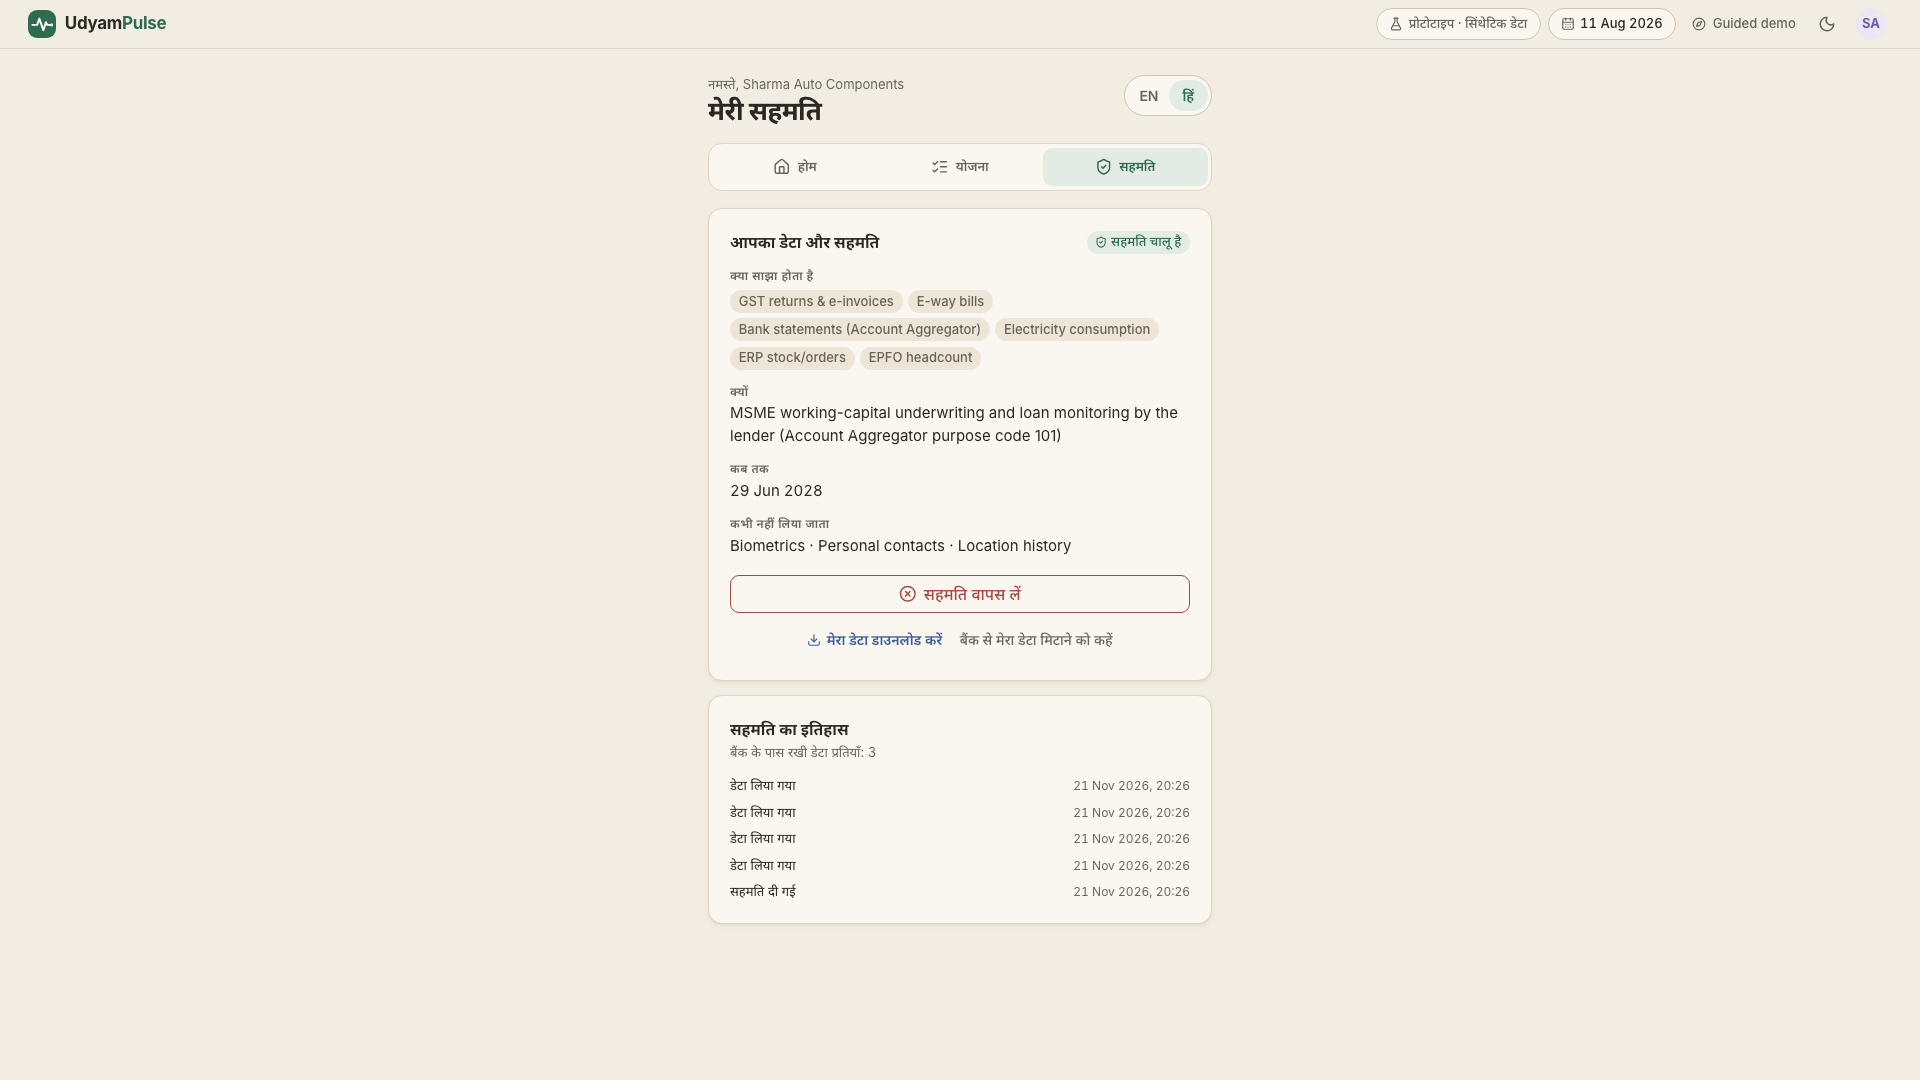 UdyamPulse
प्रोटोटाइप · सिंथेटिक डेटा
11 Aug 2026
Guided demo
SA
नमस्ते, Sharma Auto Components
मेरी सहमति
EN
हिं
होम
योजना
सहमति
आपका डेटा और सहमति
सहमति चालू है
क्या साझा होता है
GST returns & e-invoices
E-way bills
Bank statements (Account Aggregator)
Electricity consumption
ERP stock/orders
EPFO headcount
क्यों
MSME working-capital underwriting and loan monitoring by the
lender (Account Aggregator purpose code 101)
कब तक
29 Jun 2028
कभी नहीं लिया जाता
Biometrics · Personal contacts · Location history
सहमति वापस लें
मेरा डेटा डाउनलोड करें
बैंक से मेरा डेटा मिटाने को कहें
सहमति का इतिहास
बैंक के पास रखी डेटा प्रतियाँ: 3
डेटा लिया गया 21 Nov 2026, 20:26
डेटा लिया गया 21 Nov 2026, 20:26
डेटा लिया गया 21 Nov 2026, 20:26
डेटा लिया गया 21 Nov 2026, 20:26
सहमति दी गई 21 Nov 2026, 20:26